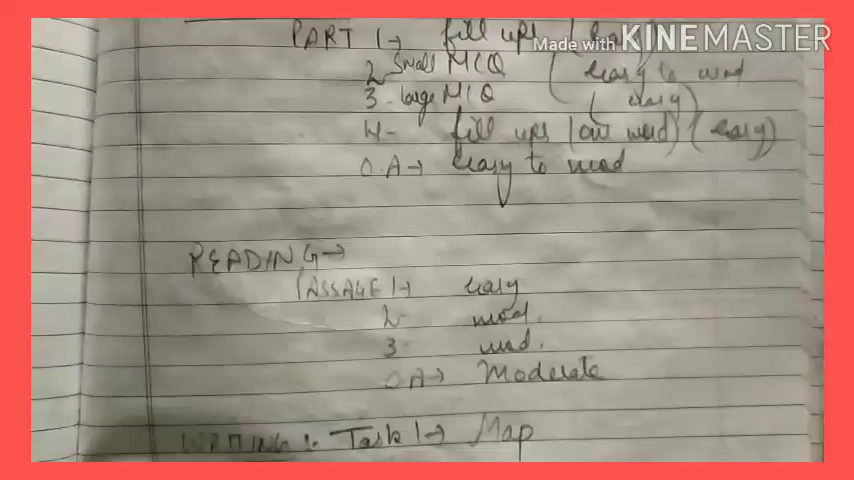 PART 1→ fill ups (easy)
Made with KINEMASTER
2- Small MCQ (easy to mod
3- large MCQ (easy)
4- fill ups (one word) (easy)
O.A→ Easy to mod
READING→
PASSAGE 1→ easy
2- mod.
3- mod.
O.A→ Moderate
WRITING :- Task 1→ Map